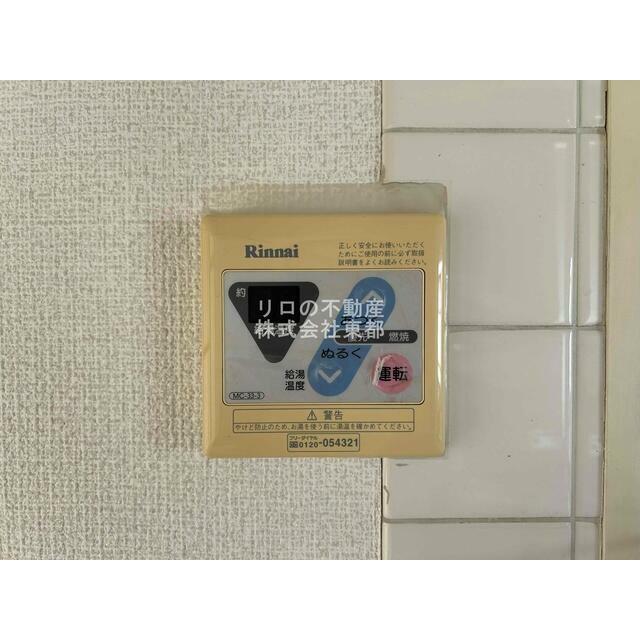 Rinnai
正しく安全にお使いいただく
ためにご使用の前に必ず取扱
説明書をよくお読みください。
約
リロの不動産
株式会社東都
優先 燃焼
ぬるく
給湯
温度
運転
MC-33-3
⚠ 警告
やけど防止のため、お湯を使う前に湯温を確かめてください。
フリーダイヤル
0120-054321